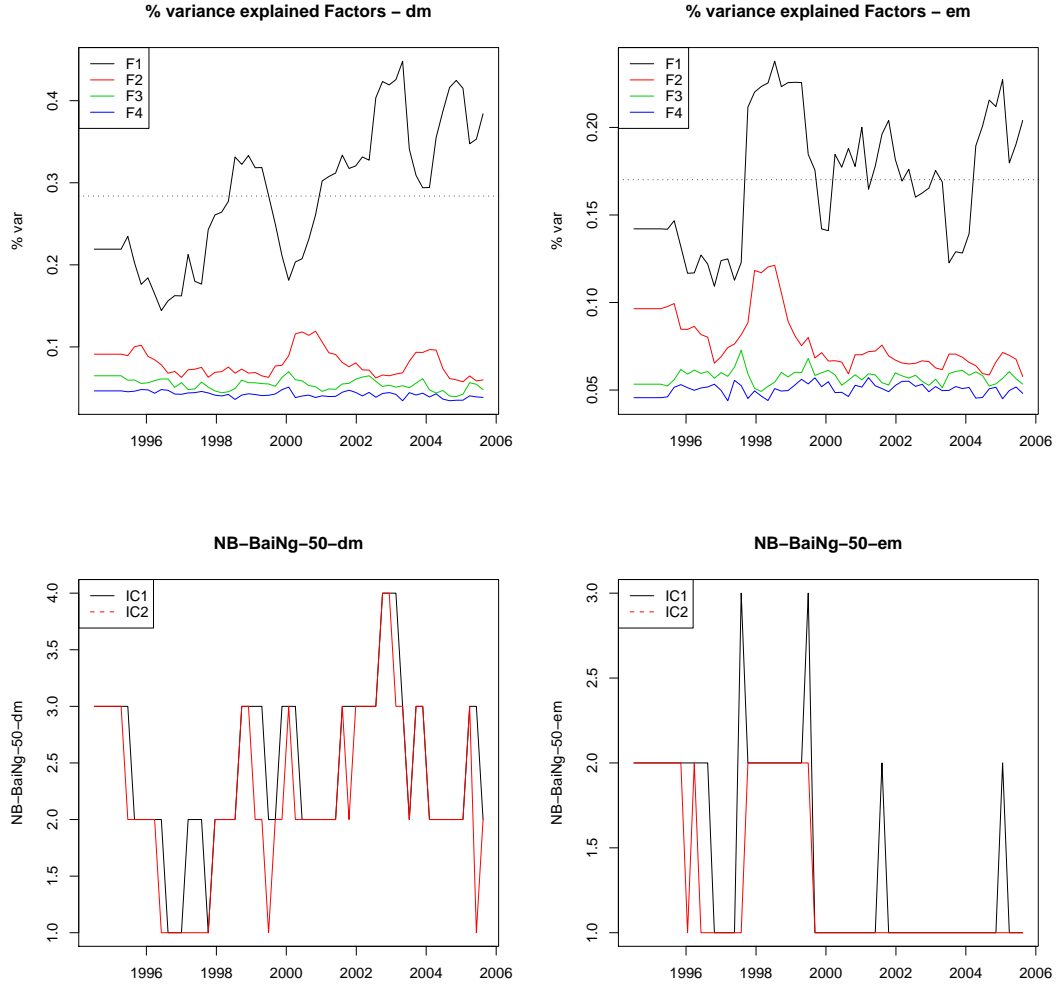 % variance explained Factors – dm
F1
F2
F3
F4
% var
0.1
0.2
0.3
0.4
1996 1998 2000 2002 2004 2006
% variance explained Factors – em
F1
F2
F3
F4
% var
0.05
0.10
0.15
0.20
1996 1998 2000 2002 2004 2006
NB–BaiNg–50–dm
IC1
IC2
NB–BaiNg–50–dm
1.0
1.5
2.0
2.5
3.0
3.5
4.0
1996 1998 2000 2002 2004 2006
NB–BaiNg–50–em
IC1
IC2
NB–BaiNg–50–em
1.0
1.5
2.0
2.5
3.0
1996 1998 2000 2002 2004 2006